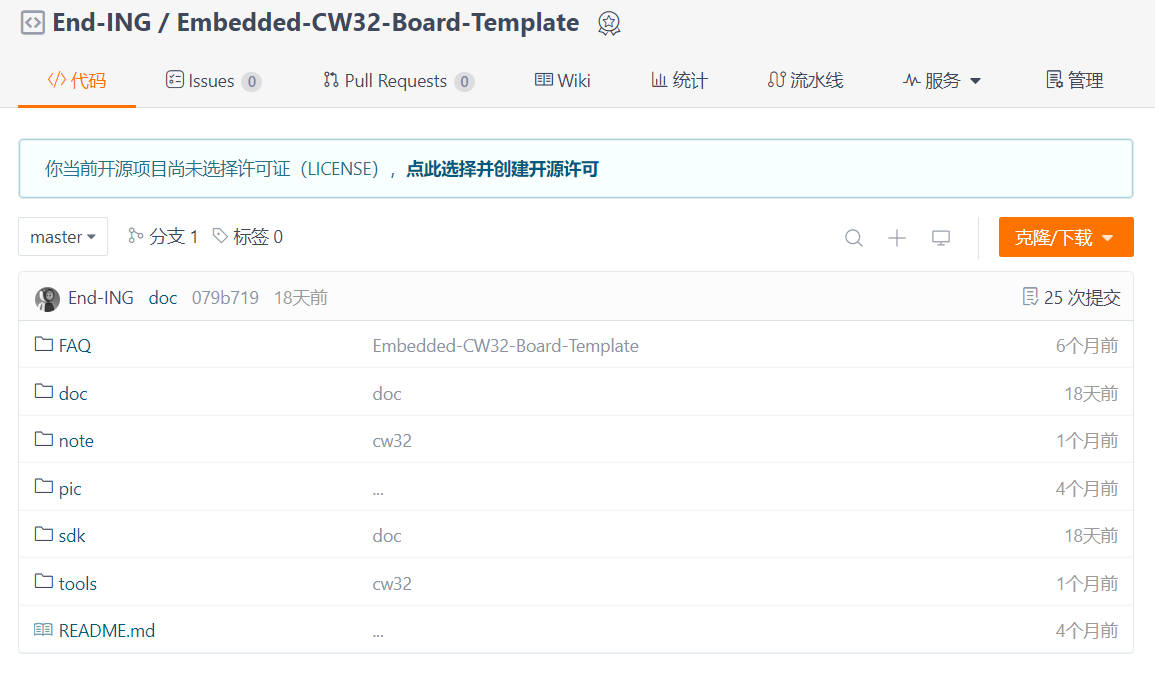 End-ING / Embedded-CW32-Board-Template
代码 Issues 0 Pull Requests 0 Wiki 统计 流水线 服务 管理
你当前开源项目尚未选择许可证（LICENSE），点此选择并创建开源许可
master 分支 1 标签 0 克隆/下载
End-ING doc 079b719 18天前 25 次提交
FAQ Embedded-CW32-Board-Template 6个月前
doc doc 18天前
note cw32 1个月前
pic ... 4个月前
sdk doc 18天前
tools cw32 1个月前
README.md ... 4个月前